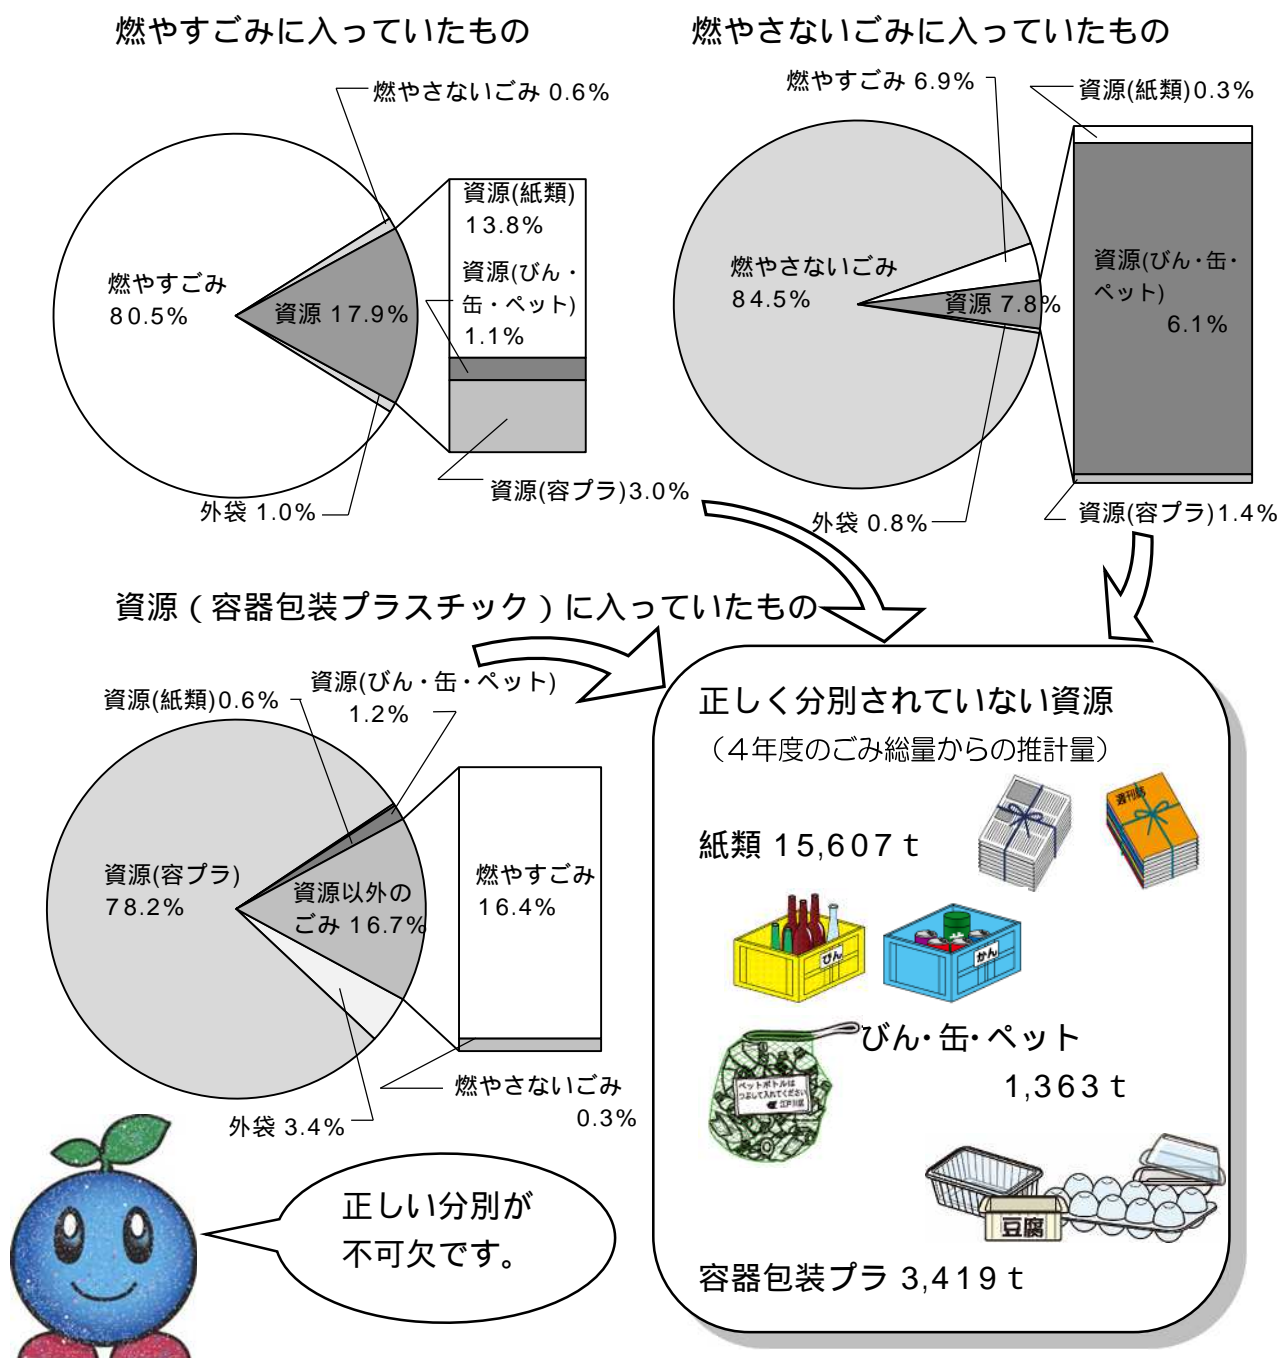 燃やすごみに入っていたもの
燃やさないごみ 0.6%
燃やすごみ
80.5%
資源 17.9%
資源(紙類)
13.8%
資源(びん・
缶・ペット)
1.1%
資源(容プラ)3.0%
外袋 1.0%
燃やさないごみに入っていたもの
燃やすごみ 6.9%
資源(紙類)0.3%
燃やさないごみ
84.5%
資源 7.8%
資源(びん・缶・
ペット)
6.1%
外袋 0.8%
資源(容プラ)1.4%
資源(容器包装プラスチック)に入っていたもの
資源(紙類)0.6%
資源(びん・缶・ペット)
1.2%
資源(容プラ)
78.2%
資源以外の
ごみ 16.7%
燃やすごみ
16.4%
燃やさないごみ
0.3%
外袋 3.4%
正しい分別が
不可欠です。
正しく分別されていない資源
(4年度のごみ総量からの推計量)
週刊誌
紙類 15,607t
びん
かん
びん・缶・ペット
1,363t
ペットボトルは
つぶして入れてください
江戸川区
豆腐
容器包装プラ 3,419t